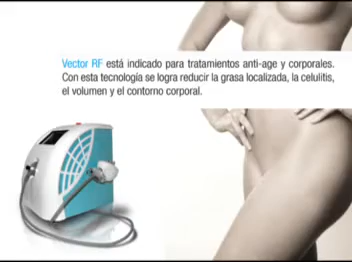 Vector RF está indicado para tratamientos anti-age y corporales.
Con esta tecnología se logra reducir la grasa localizada, la celulitis,
el volumen y el contorno corporal.